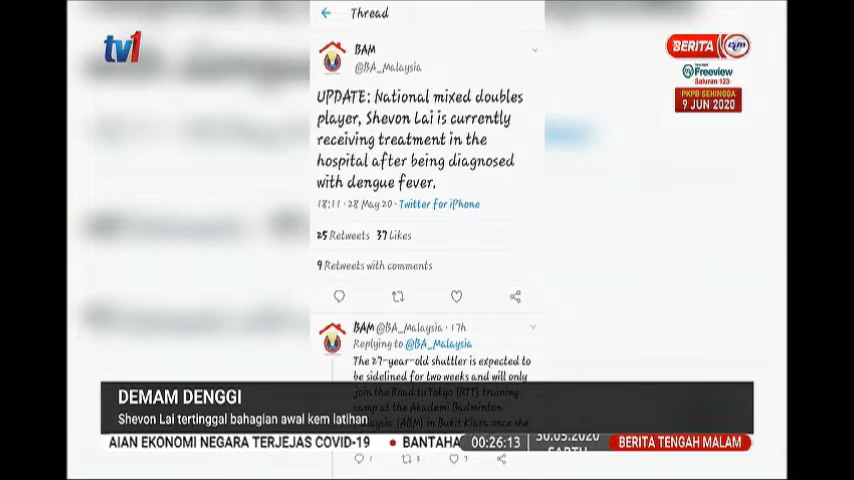 tv1
BERITA rtm
Freeview
Saluran 123
PKPB SEHINGGA
9 JUN 2020
Thread
BAM
@BA_Malaysia
UPDATE: National mixed doubles
player, Shevon Lai is currently
receiving treatment in the
hospital after being diagnosed
with dengue fever.
18:11 · 28 May 20 · Twitter for iPhone
25 Retweets 37 Likes
9 Retweets with comments
BAM @BA_Malaysia · 17h
Replying to @BA_Malaysia
The 27-year-old shuttler is expected to
be sidelined for two weeks and will only
join the Road to Tokyo (RTT) training
camp at the Akademi Badminton
Malaysia (ABM) in Bukit Kiara once she
DEMAM DENGGI
Shevon Lai tertinggal bahagian awal kem latihan
AIAN EKONOMI NEGARA TERJEJAS COVID-19 • BANTAHA
00:26:13
30.05.2020
SABTU
BERITA TENGAH MALAM